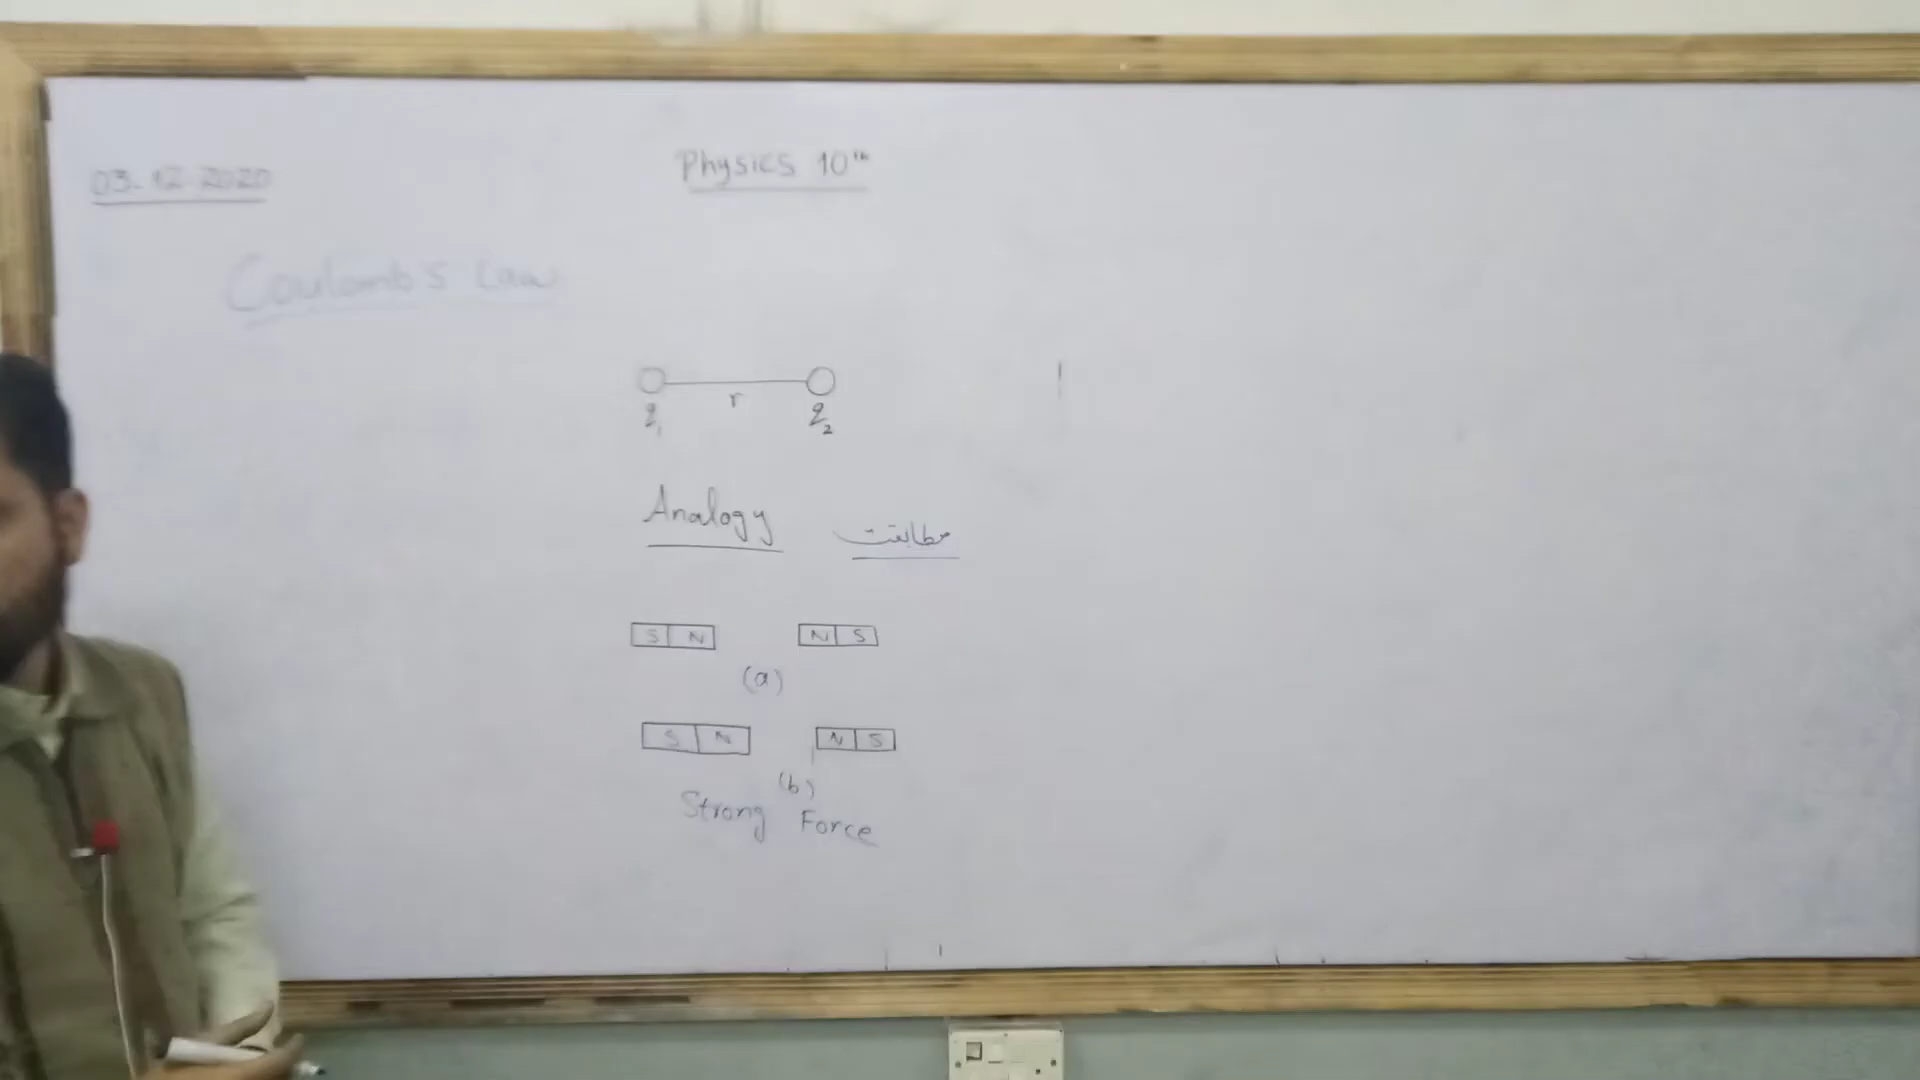 03-12-2020
Physics 10th
Coulomb's Law
r
q1 q2
Analogy مطابقت
S N N S
(a)
S N N S
(b)
Strong Force